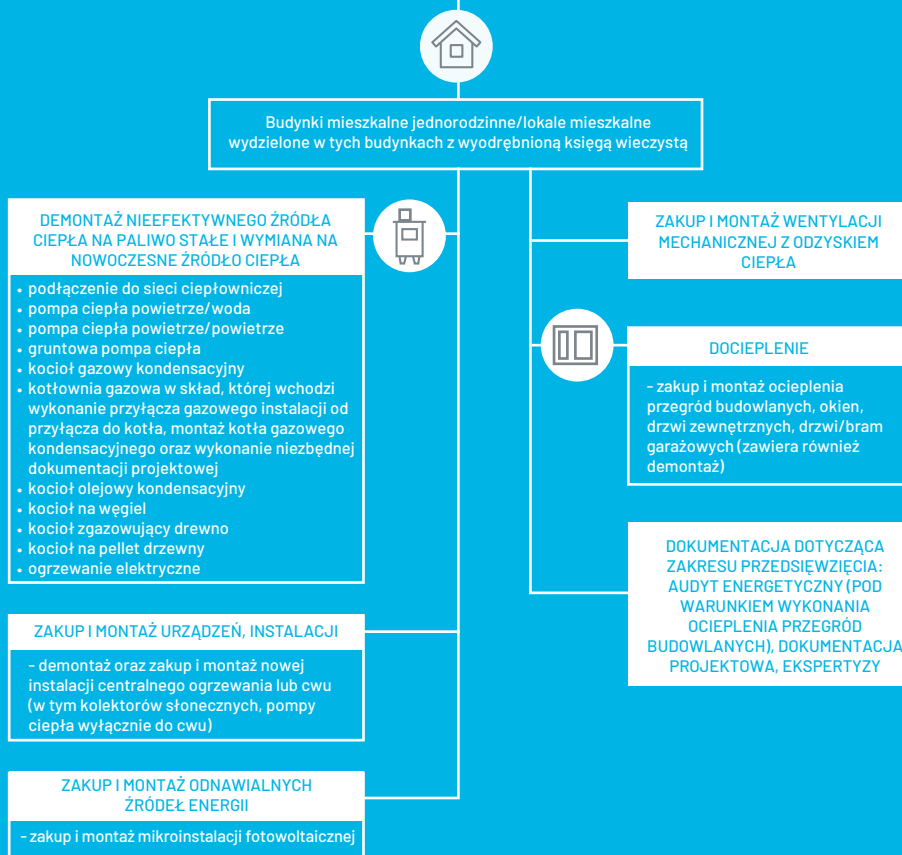 Budynki mieszkalne jednorodzinne/lokale mieszkalne
wydzielone w tych budynkach z wyodrębnioną księgą wieczystą
DEMONTAŻ NIEEFEKTYWNEGO ŹRÓDŁA
CIEPŁA NA PALIWO STAŁE I WYMIANA NA
NOWOCZESNE ŹRÓDŁO CIEPŁA
• podłączenie do sieci ciepłowniczej
• pompa ciepła powietrze/woda
• pompa ciepła powietrze/powietrze
• gruntowa pompa ciepła
• kocioł gazowy kondensacyjny
• kotłownia gazowa w skład, której wchodzi
wykonanie przyłącza gazowego instalacji od
przyłącza do kotła, montaż kotła gazowego
kondensacyjnego oraz wykonanie niezbędnej
dokumentacji projektowej
• kocioł olejowy kondensacyjny
• kocioł na węgiel
• kocioł zgazowujący drewno
• kocioł na pellet drzewny
• ogrzewanie elektryczne
ZAKUP I MONTAŻ URZĄDZEŃ, INSTALACJI
- demontaż oraz zakup i montaż nowej
instalacji centralnego ogrzewania lub cwu
(w tym kolektorów słonecznych, pompy
ciepła wyłącznie do cwu)
ZAKUP I MONTAŻ ODNAWIALNYCH
ŹRÓDEŁ ENERGII
- zakup i montaż mikroinstalacji fotowoltaicznej
ZAKUP I MONTAŻ WENTYLACJI
MECHANICZNEJ Z ODZYSKIEM
CIEPŁA
DOCIEPLENIE
- zakup i montaż ocieplenia
przegród budowlanych, okien,
drzwi zewnętrznych, drzwi/bram
garażowych (zawiera również
demontaż)
DOKUMENTACJA DOTYCZĄCA
ZAKRESU PRZEDSIĘWZIĘCIA:
AUDYT ENERGETYCZNY (POD
WARUNKIEM WYKONANIA
OCIEPLENIA PRZEGRÓD
BUDOWLANYCH), DOKUMENTACJA
PROJEKTOWA, EKSPERTYZY